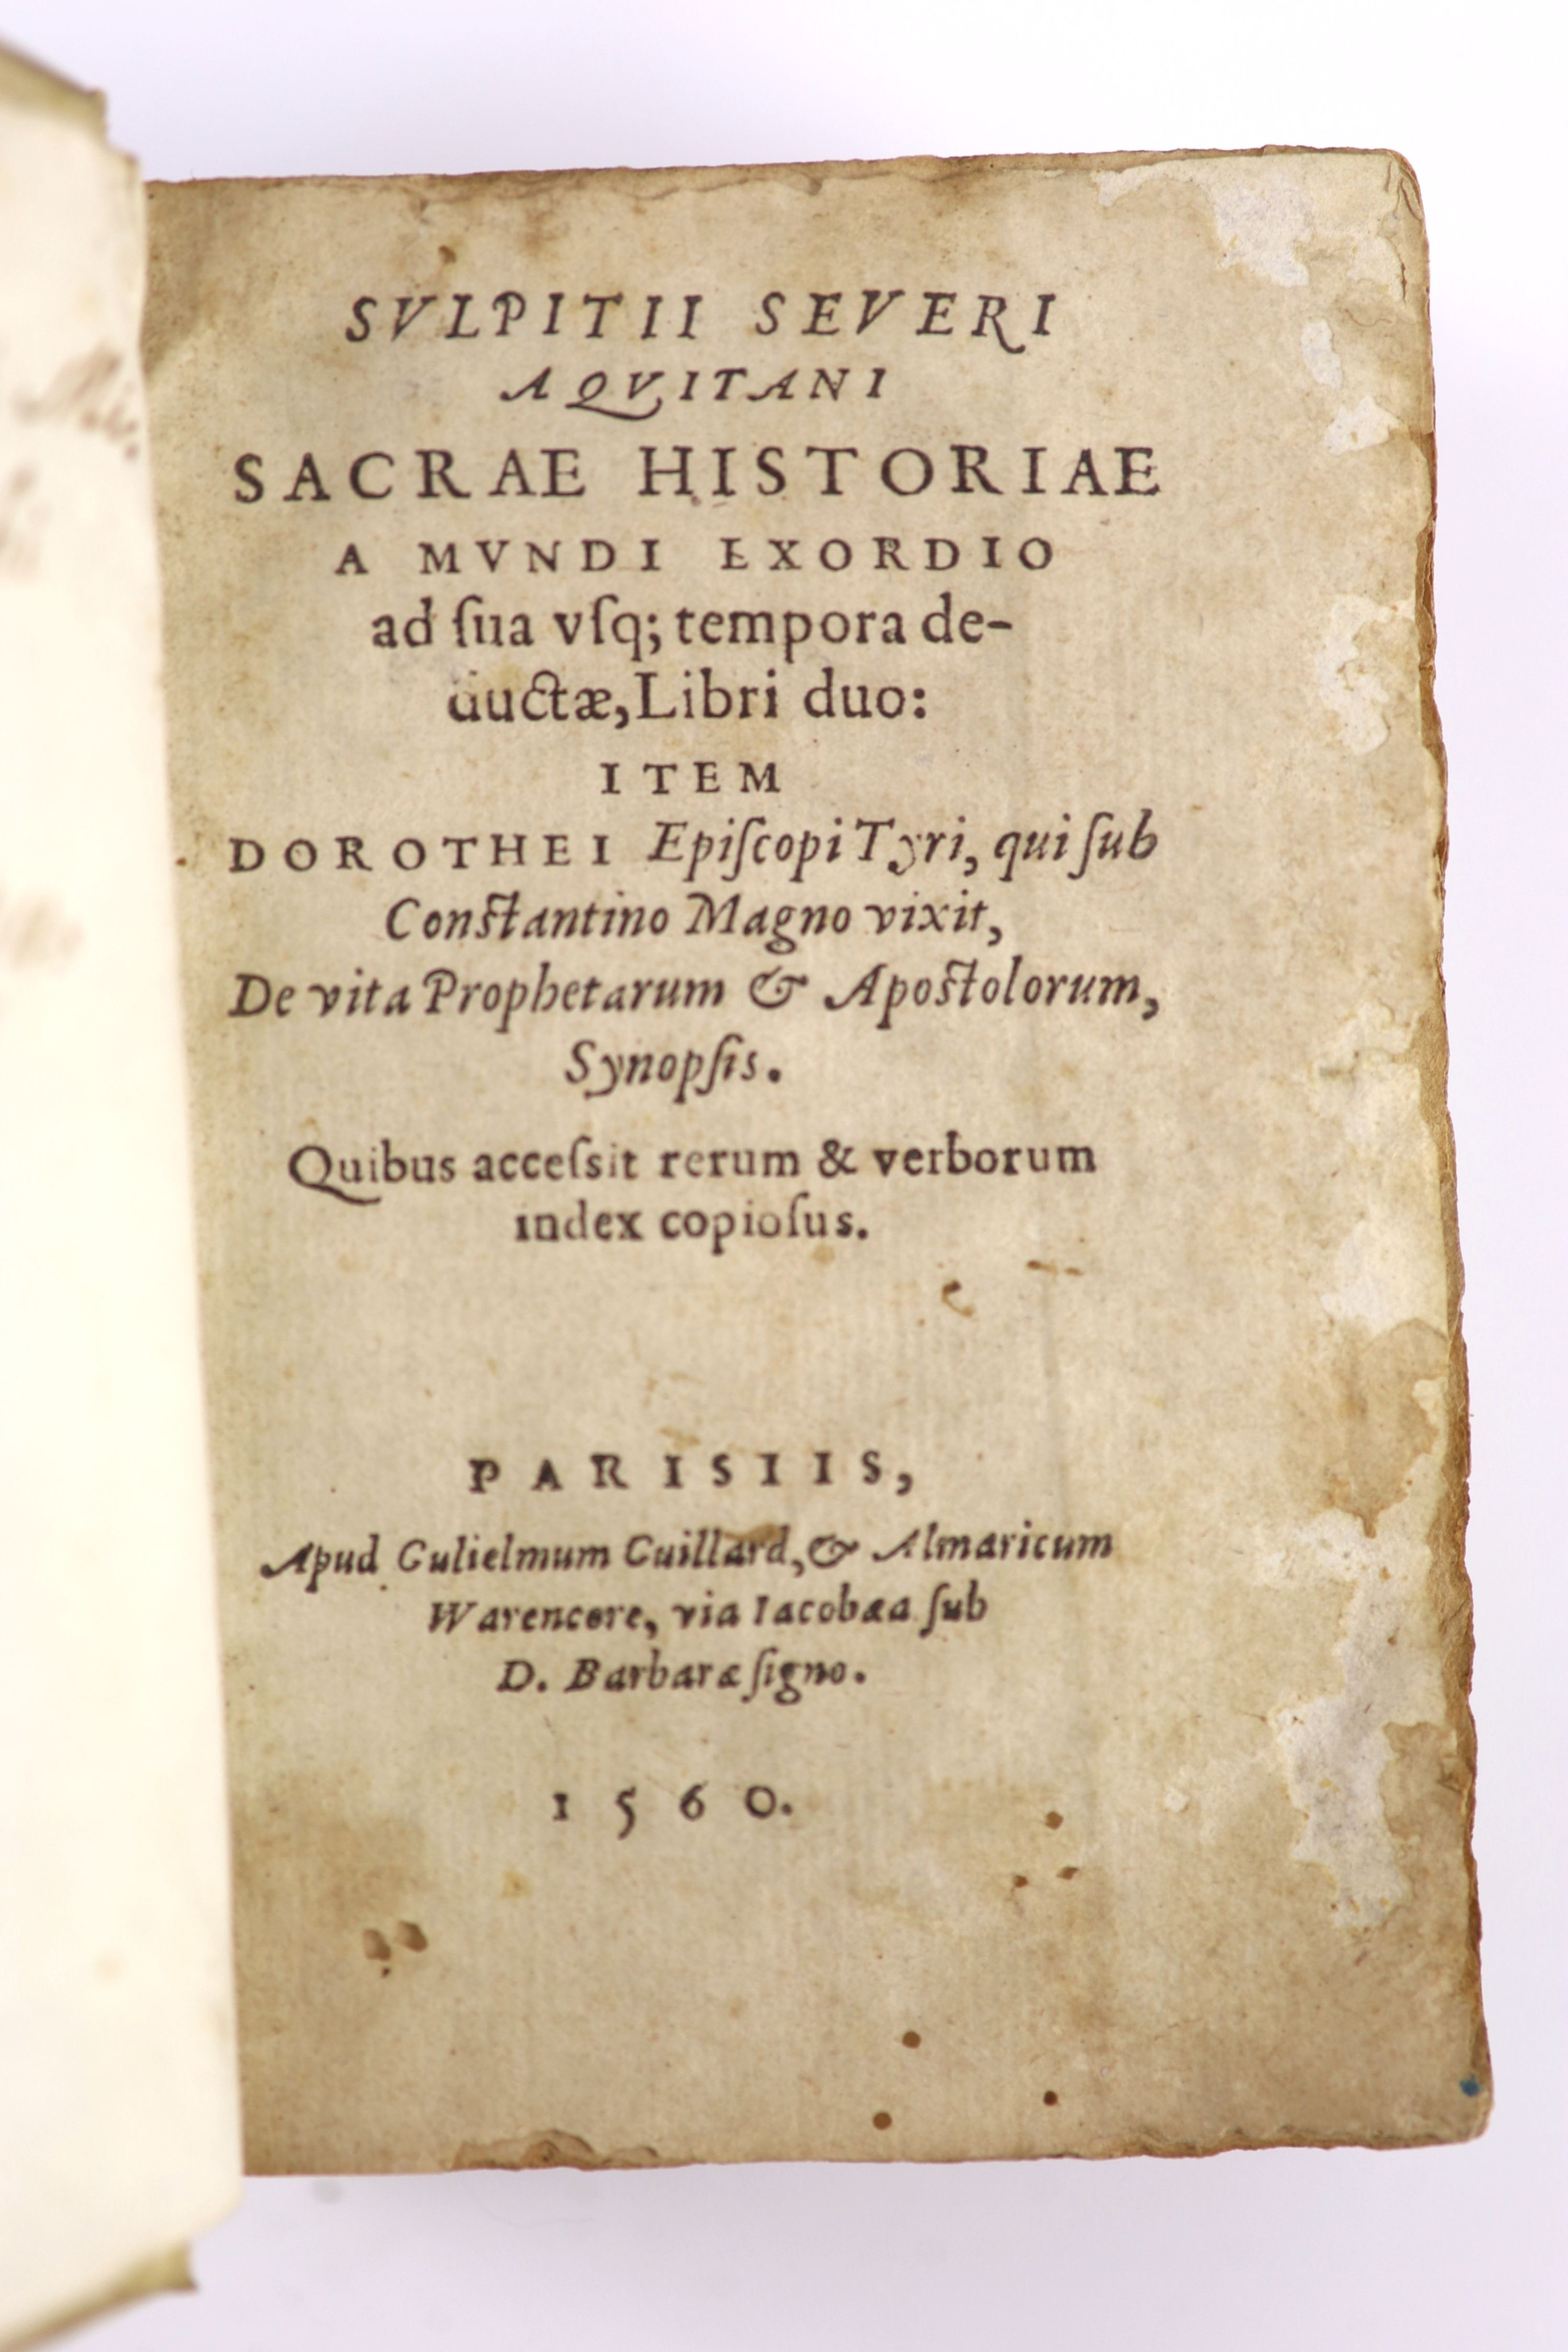 SVLPITII SEVERI
AQVITANI
SACRAE HISTORIAE
A MVNDI EXORDIO
ad ſua vſq; tempora de-
ductæ, Libri duo:
ITEM
DOROTHEI Epiſcopi Tyri, qui ſub
Conſtantino Magno vixit,
De vita Prophetarum & Apoſtolorum,
Synopſis.
Quibus acceſsit rerum & verborum
index copioſus.
PARISIIS,
Apud Gulielmum Guillard, & Almaricum
Warencore, via Iacobæa ſub
D. Barbaræ ſigno.
1560.